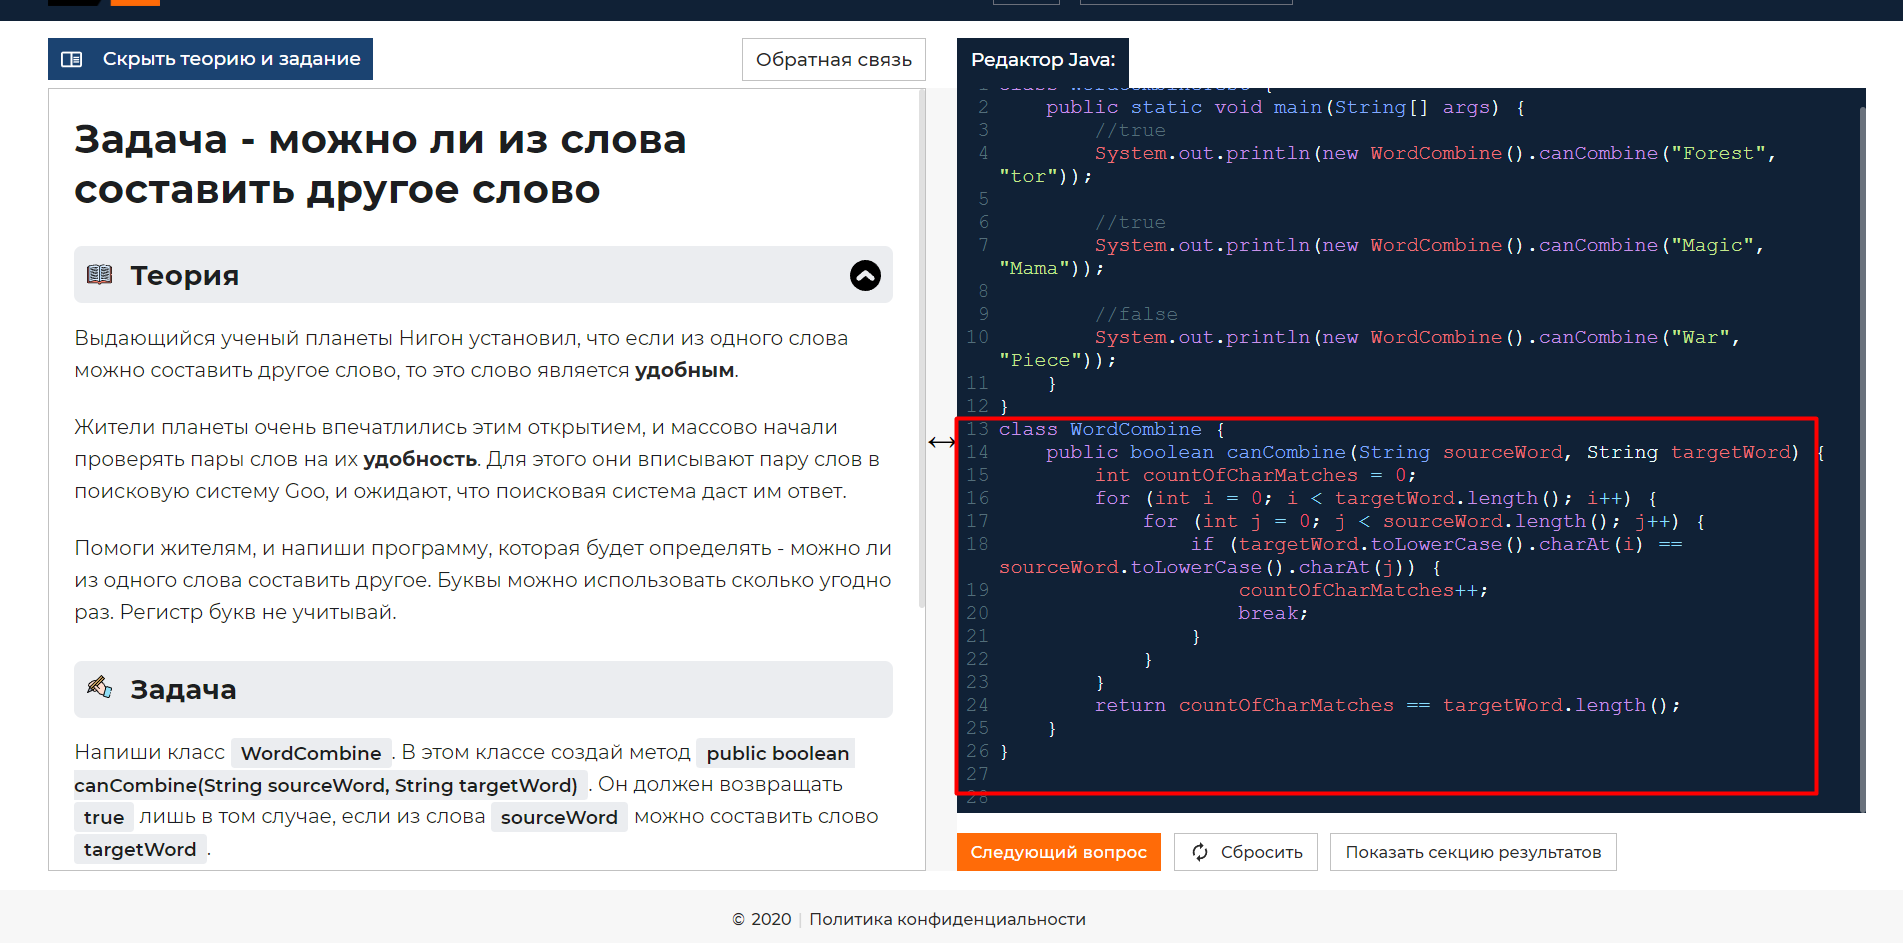 Скрыть теорию и задание
Обратная связь
Задача - можно ли из слова
составить другое слово
Теория
Выдающийся ученый планеты Нигон установил, что если из одного слова
можно составить другое слово, то это слово является удобным.
Жители планеты очень впечатлились этим открытием, и массово начали
проверять пары слов на их удобность. Для этого они вписывают пару слов в
поисковую систему Goo, и ожидают, что поисковая система даст им ответ.
Помоги жителям, и напиши программу, которая будет определять - можно ли
из одного слова составить другое. Буквы можно использовать сколько угодно
раз. Регистр букв не учитывай.
Задача
Напиши класс WordCombine. В этом классе создай метод public boolean
canCombine(String sourceWord, String targetWord). Он должен возвращать
true лишь в том случае, если из слова sourceWord можно составить слово
targetWord.
Редактор Java:
2 public static void main(String[] args) {
3 //true
4 System.out.println(new WordCombine().canCombine("Forest",
"tor"));
5
6 //true
7 System.out.println(new WordCombine().canCombine("Magic",
"Mama"));
8
9 //false
10 System.out.println(new WordCombine().canCombine("War",
"Piece"));
11 }
12 }
13 class WordCombine {
14 public boolean canCombine(String sourceWord, String targetWord) {
15 int countOfCharMatches = 0;
16 for (int i = 0; i < targetWord.length(); i++) {
17 for (int j = 0; j < sourceWord.length(); j++) {
18 if (targetWord.toLowerCase().charAt(i) ==
sourceWord.toLowerCase().charAt(j)) {
19 countOfCharMatches++;
20 break;
21 }
22 }
23 }
24 return countOfCharMatches == targetWord.length();
25 }
26 }
27
28
Следующий вопрос
Сбросить
Показать секцию результатов
© 2020 | Политика конфиденциальности